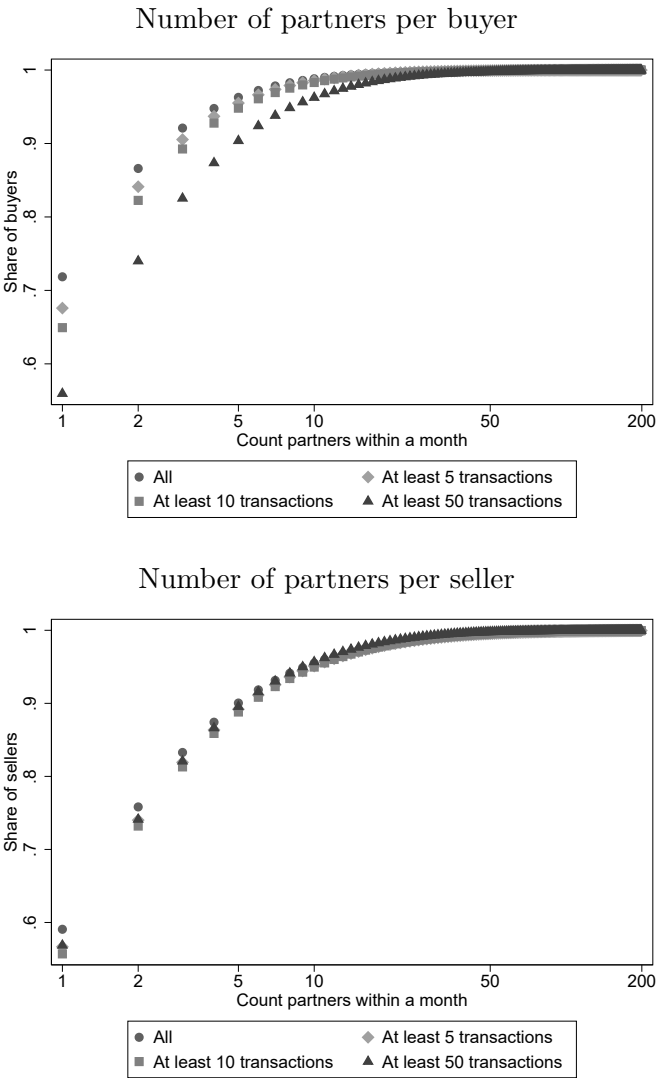 Number of partners per buyer
1
.9
.8
.7
.6
Share of buyers
1 2 5 10 50 200
Count partners within a month
All At least 5 transactions
At least 10 transactions At least 50 transactions
Number of partners per seller
1
.9
.8
.7
.6
Share of sellers
1 2 5 10 50 200
Count partners within a month
All At least 5 transactions
At least 10 transactions At least 50 transactions